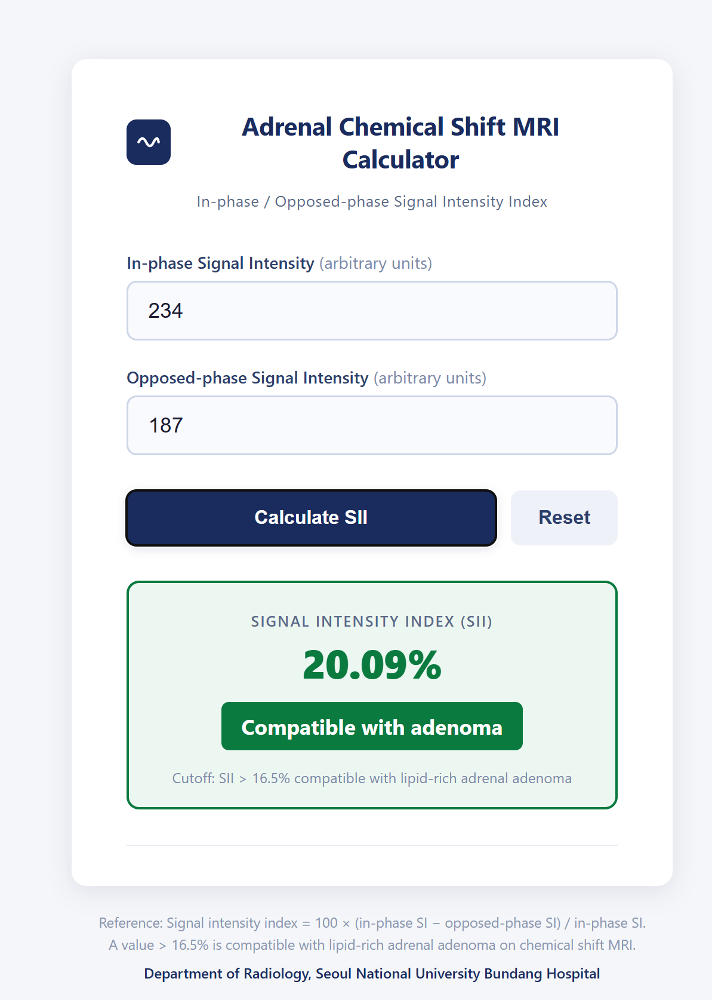 Adrenal Chemical Shift MRI
Calculator
In-phase / Opposed-phase Signal Intensity Index
In-phase Signal Intensity (arbitrary units)
234
Opposed-phase Signal Intensity (arbitrary units)
187
Calculate SII
Reset
SIGNAL INTENSITY INDEX (SII)
20.09%
Compatible with adenoma
Cutoff: SII > 16.5% compatible with lipid-rich adrenal adenoma
Reference: Signal intensity index = 100 × (in-phase SI − opposed-phase SI) / in-phase SI.
A value > 16.5% is compatible with lipid-rich adrenal adenoma on chemical shift MRI.
Department of Radiology, Seoul National University Bundang Hospital